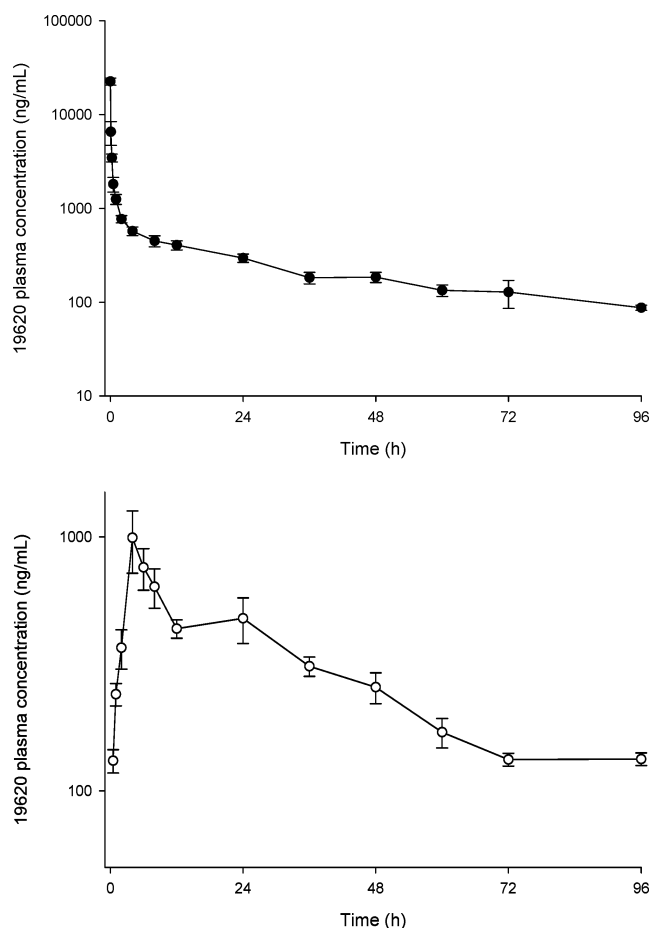 100000
10000
1000
100
10
19620 plasma concentration (ng/mL)
0 24 48 72 96
Time (h)
1000
100
19620 plasma concentration (ng/mL)
0 24 48 72 96
Time (h)